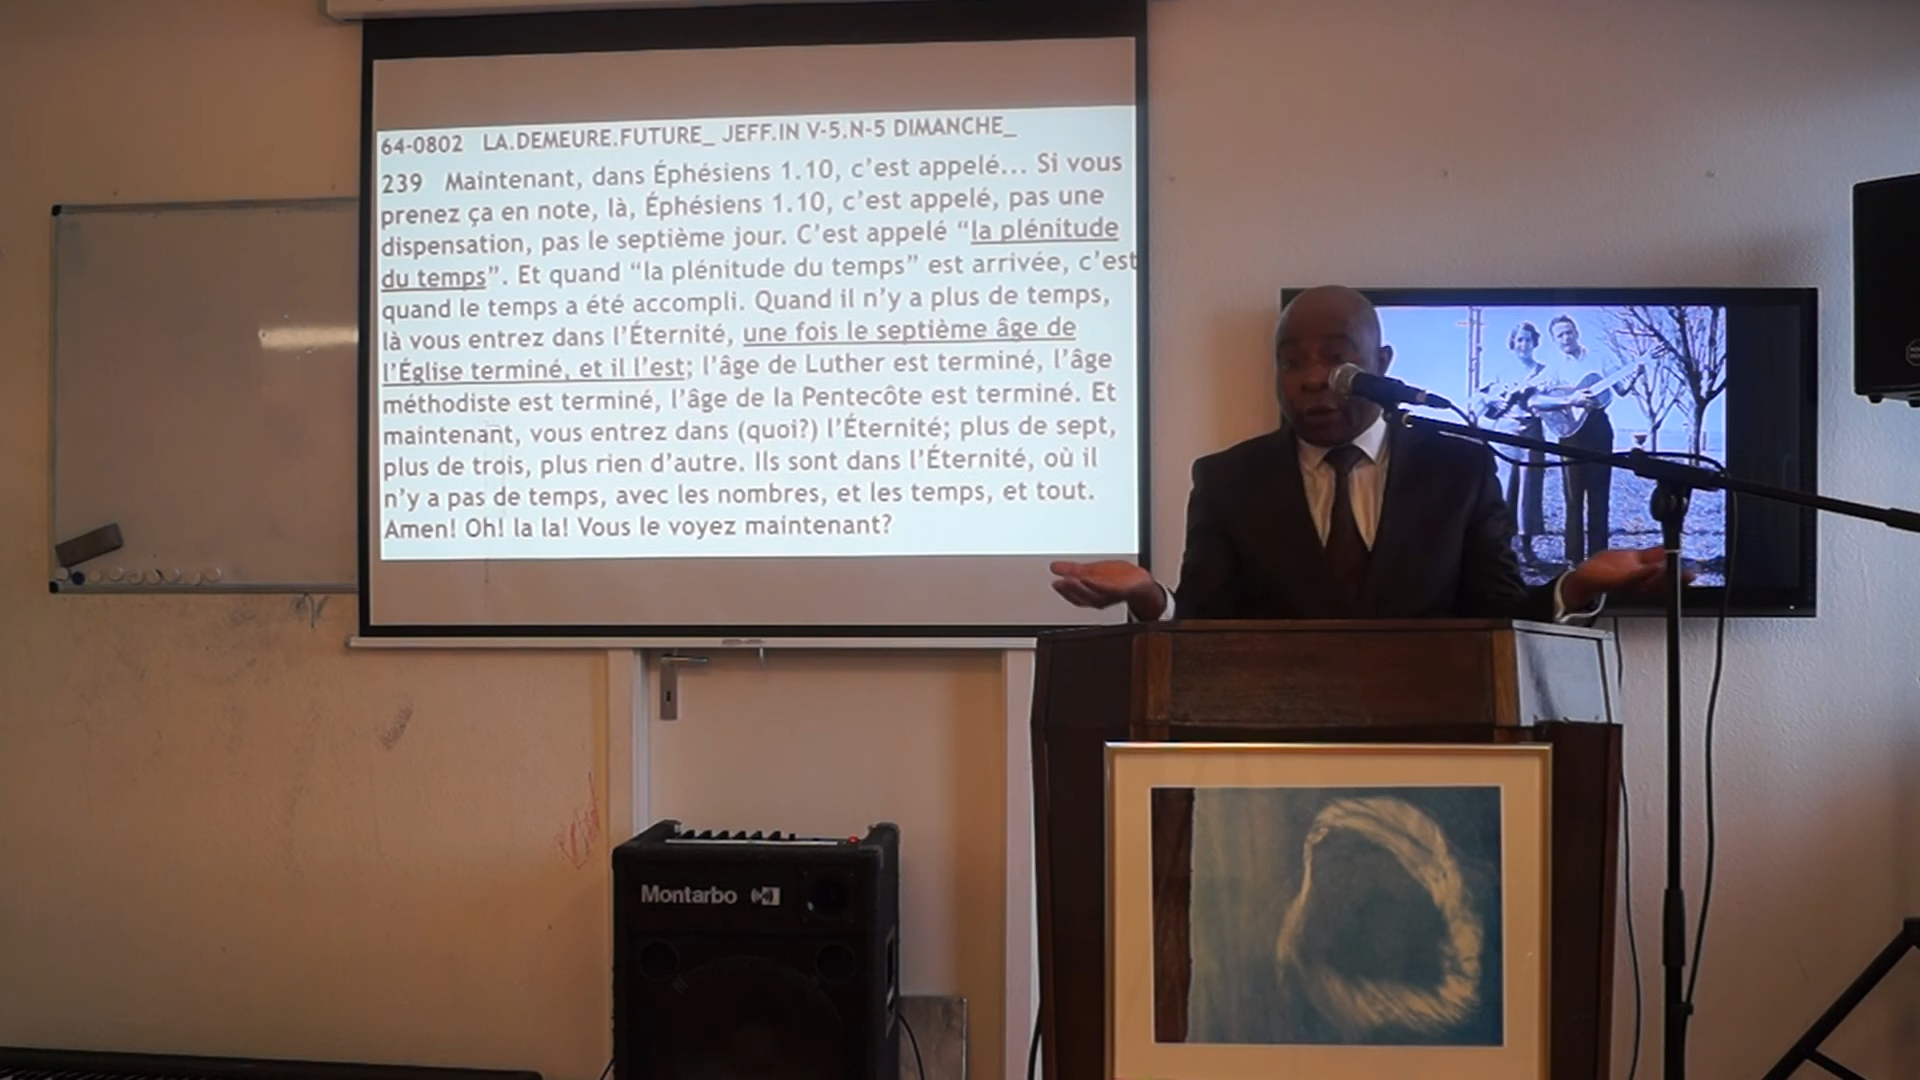 64-0802 LA.DEMEURE.FUTURE_ JEFF.IN V-5.N-5 DIMANCHE_
239 Maintenant, dans Éphésiens 1.10, c’est appelé... Si vous
prenez ça en note, là, Éphésiens 1.10, c’est appelé, pas une
dispensation, pas le septième jour. C’est appelé “la plénitude
du temps”. Et quand “la plénitude du temps” est arrivée, c’est
quand le temps a été accompli. Quand il n’y a plus de temps,
là vous entrez dans l’Éternité, une fois le septième âge de
l’Église terminé, et il l’est; l’âge de Luther est terminé, l’âge
méthodiste est terminé, l’âge de la Pentecôte est terminé. Et
maintenant, vous entrez dans (quoi?) l’Éternité; plus de sept,
plus de trois, plus rien d’autre. Ils sont dans l’Éternité, où il
n’y a pas de temps, avec les nombres, et les temps, et tout.
Amen! Oh! la la! Vous le voyez maintenant?
Montarbo